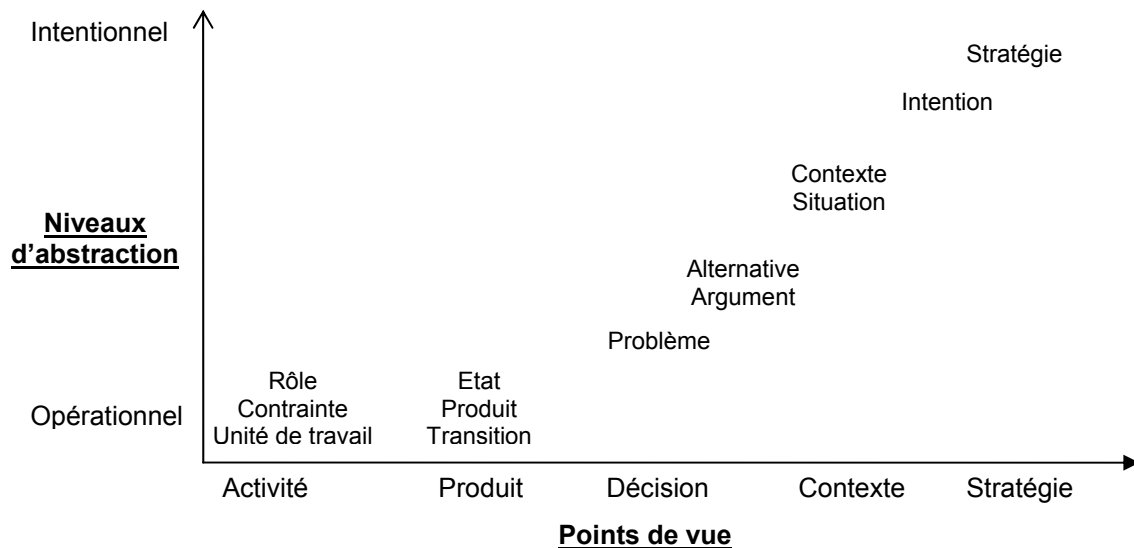 Intentionnel
Stratégie
Intention
Contexte
Situation
Niveaux
d’abstraction
Alternative
Argument
Problème
Rôle
Contrainte
Unité de travail
Etat
Produit
Transition
Opérationnel
Activité
Produit
Décision
Contexte
Stratégie
Points de vue